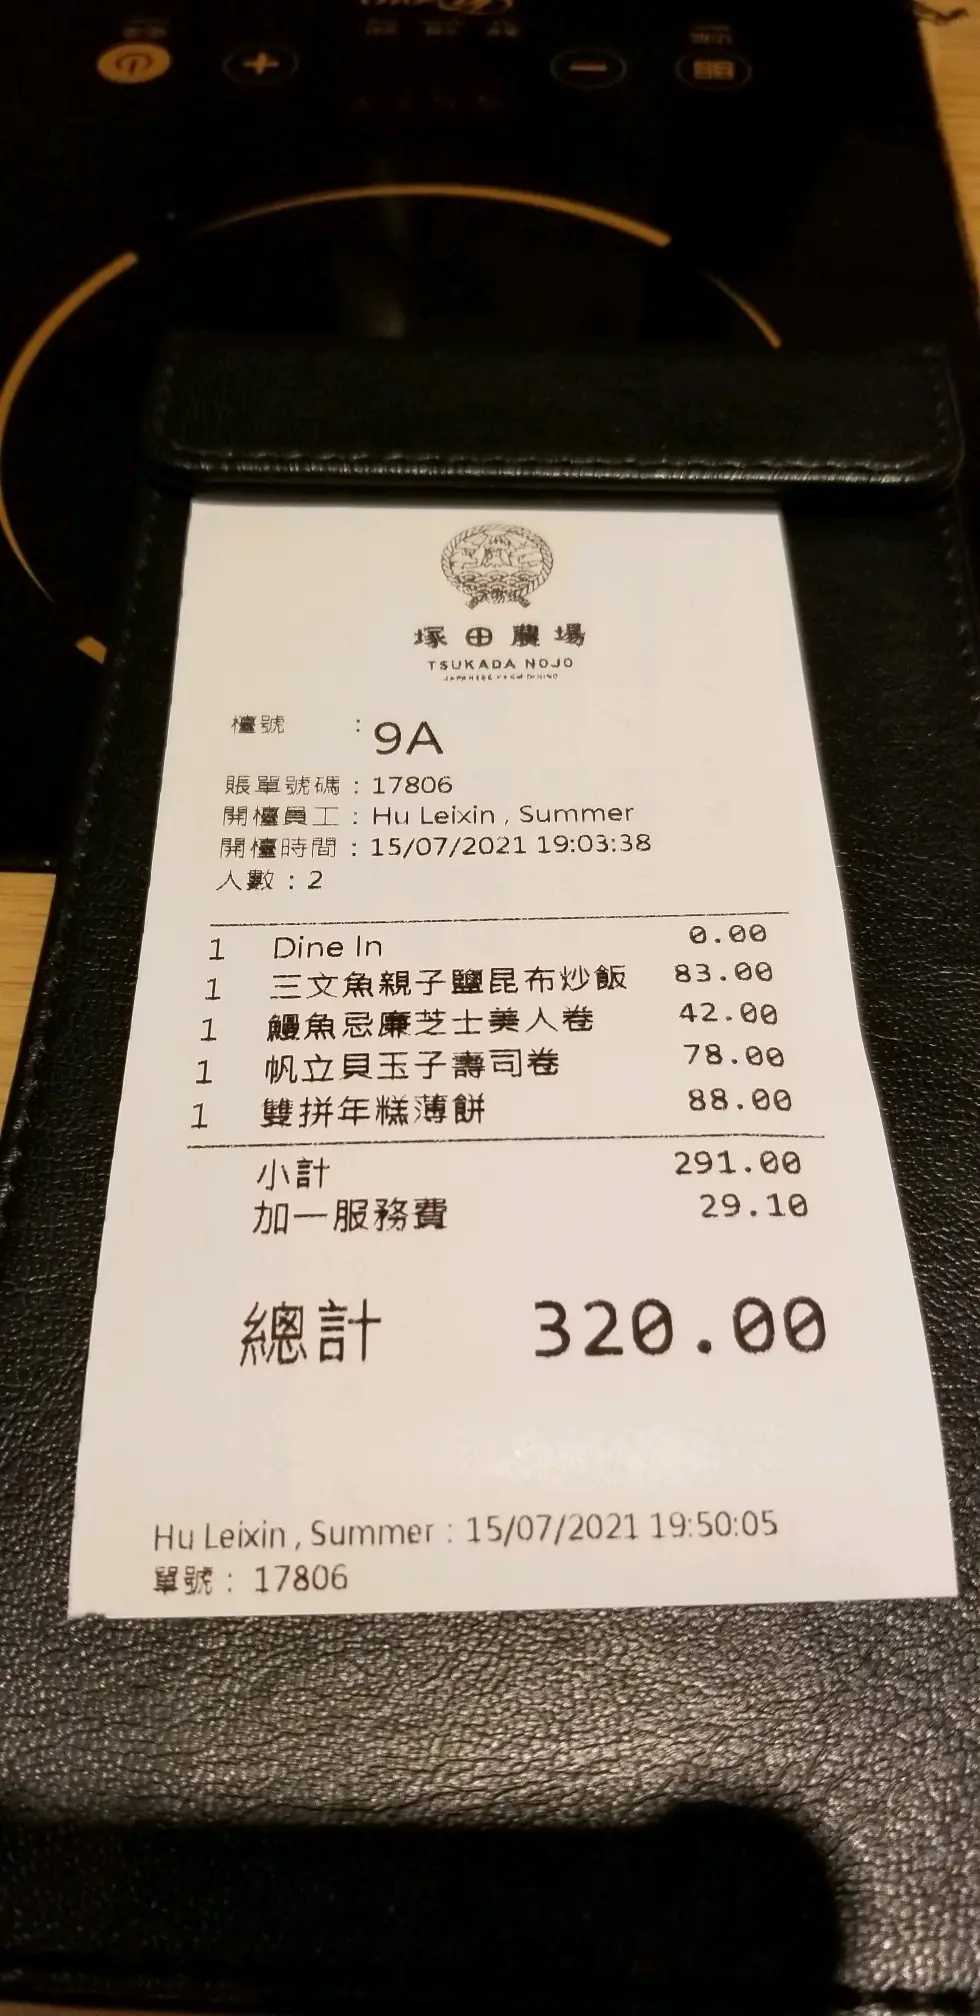 塚田農場
TSUKADA NOJO
JAPANESE FARM DINING
檯號 : 9A
賬單號碼 : 17806
開檯員工 : Hu Leixin , Summer
開檯時間 : 15/07/2021 19:03:38
人數 : 2
1 Dine In 0.00
1 三文魚親子鹽昆布炒飯 83.00
1 鰻魚忌廉芝士美人卷 42.00
1 帆立貝玉子壽司卷 78.00
1 雙拼年糕薄餅 88.00
小計 291.00
加一服務費 29.10
總計 320.00
Hu Leixin , Summer : 15/07/2021 19:50:05
單號 : 17806